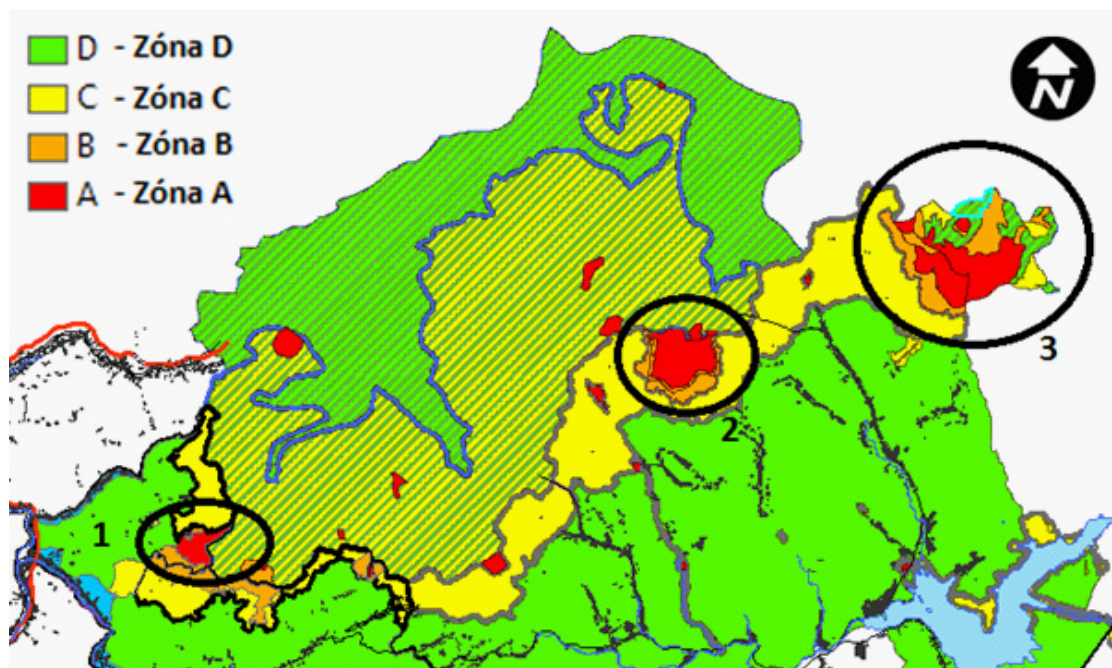 D - Zóna D
C - Zóna C
B - Zóna B
A - Zóna A
N
3
2
1